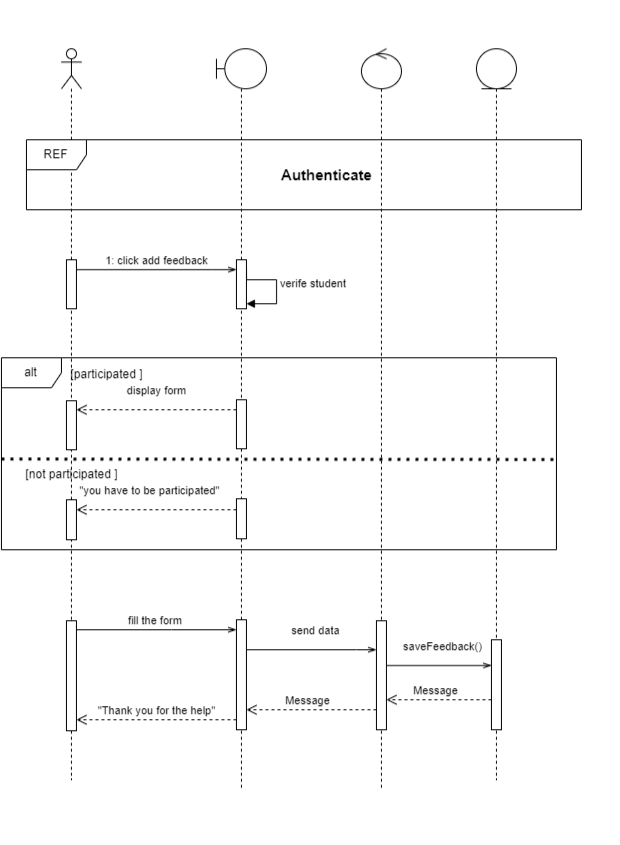 REF
Authenticate
1: click add feedback
verife student
alt
[participated ]
display form
[not participated ]
"you have to be participated"
fill the form
send data
saveFeedback()
Message
Message
"Thank you for the help"